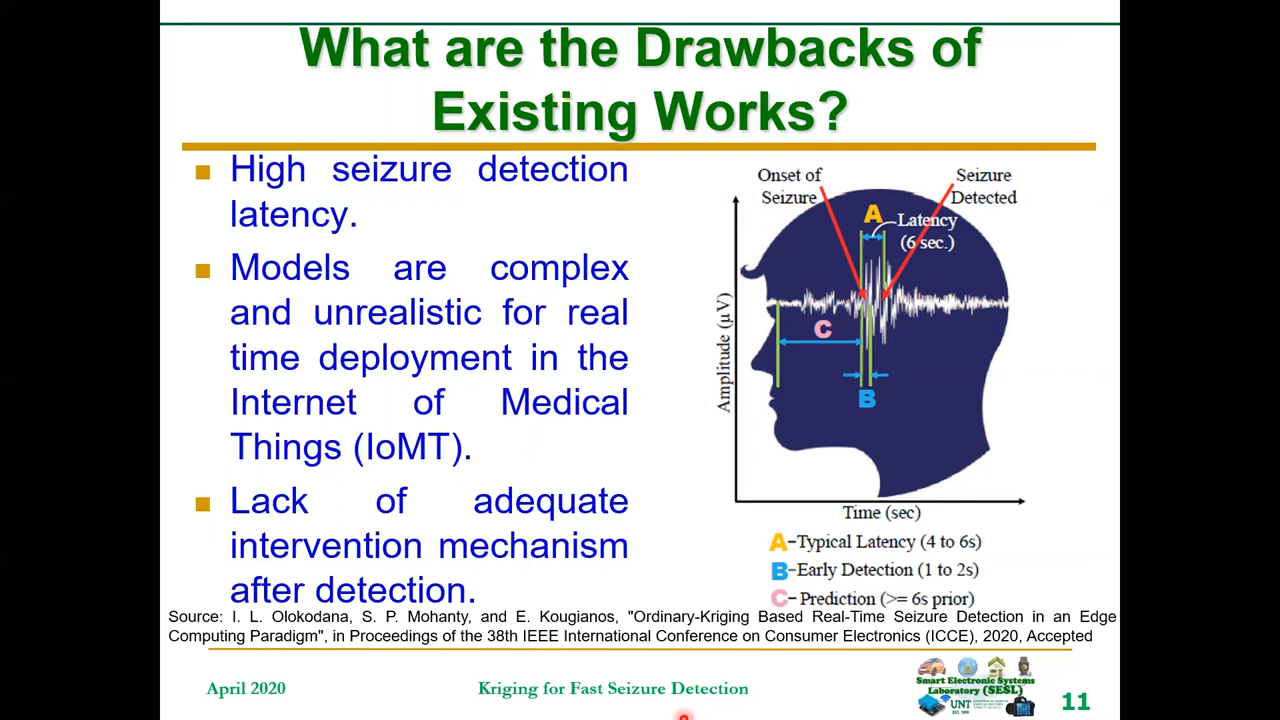 What are the Drawbacks of
Existing Works?
High seizure detection
latency.
Models are complex
and unrealistic for real
time deployment in the
Internet of Medical
Things (IoMT).
Lack of adequate
intervention mechanism
after detection.
Onset of
Seizure
Seizure
Detected
A
Latency
(6 sec.)
C
B
Amplitude (µV)
Time (sec)
A-Typical Latency (4 to 6s)
B-Early Detection (1 to 2s)
C-Prediction (>= 6s prior)
Source: I. L. Olokodana, S. P. Mohanty, and E. Kougianos, "Ordinary-Kriging Based Real-Time Seizure Detection in an Edge
Computing Paradigm", in Proceedings of the 38th IEEE International Conference on Consumer Electronics (ICCE), 2020, Accepted
April 2020
Kriging for Fast Seizure Detection
Smart Electronic Systems
Laboratory (SESL)
UNT
11